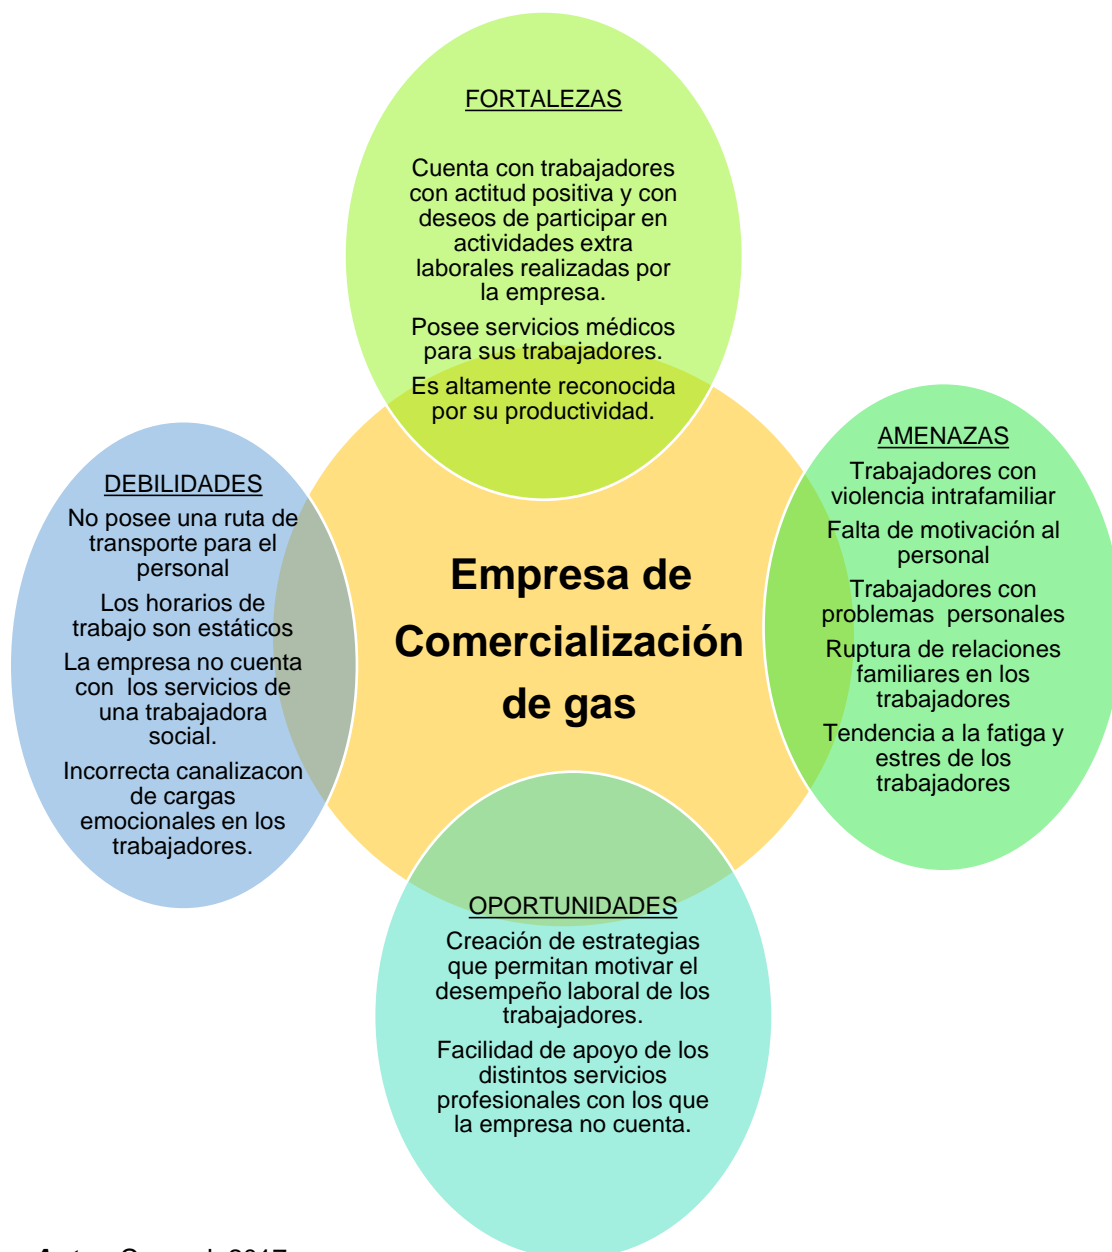 FORTALEZAS
Cuenta con trabajadores
con actitud positiva y con
deseos de participar en
actividades extra
laborales realizadas por
la empresa.
Posee servicios médicos
para sus trabajadores.
Es altamente reconocida
por su productividad.
DEBILIDADES
No posee una ruta de
transporte para el
personal
Los horarios de
trabajo son estáticos
La empresa no cuenta
con los servicios de
una trabajadora
social.
Incorrecta canalizacon
de cargas
emocionales en los
trabajadores.
Empresa de
Comercialización
de gas
AMENAZAS
Trabajadores con
violencia intrafamiliar
Falta de motivación al
personal
Trabajadores con
problemas personales
Ruptura de relaciones
familiares en los
trabajadores
Tendencia a la fatiga y
estres de los
trabajadores
OPORTUNIDADES
Creación de estrategias
que permitan motivar el
desempeño laboral de los
trabajadores.
Facilidad de apoyo de los
distintos servicios
profesionales con los que
la empresa no cuenta.
2017